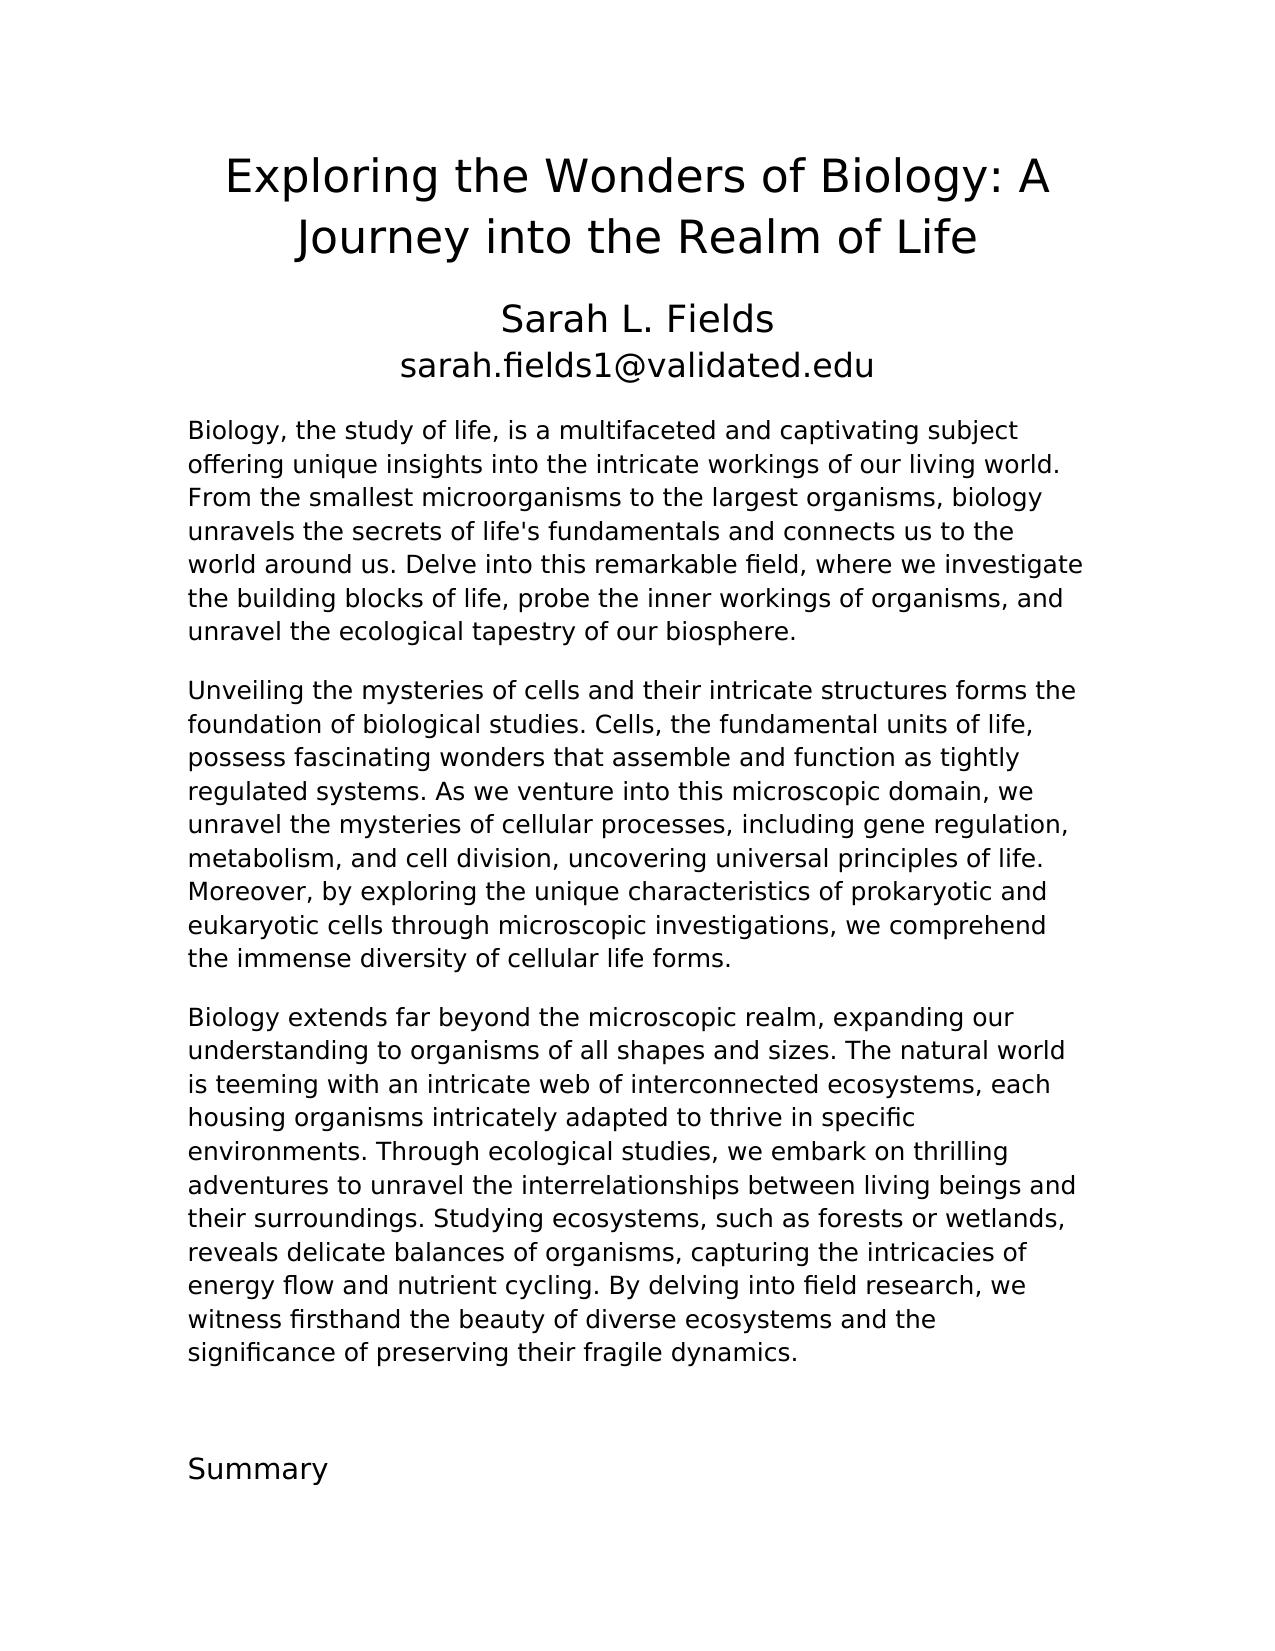 Exploring the Wonders of Biology: A
Journey into the Realm of Life
Sarah L. Fields
sarah.fields1@validated.edu
Biology, the study of life, is a multifaceted and captivating subject
offering unique insights into the intricate workings of our living world.
From the smallest microorganisms to the largest organisms, biology
unravels the secrets of life's fundamentals and connects us to the
world around us. Delve into this remarkable field, where we investigate
the building blocks of life, probe the inner workings of organisms, and
unravel the ecological tapestry of our biosphere.
Unveiling the mysteries of cells and their intricate structures forms the
foundation of biological studies. Cells, the fundamental units of life,
possess fascinating wonders that assemble and function as tightly
regulated systems. As we venture into this microscopic domain, we
unravel the mysteries of cellular processes, including gene regulation,
metabolism, and cell division, uncovering universal principles of life.
Moreover, by exploring the unique characteristics of prokaryotic and
eukaryotic cells through microscopic investigations, we comprehend
the immense diversity of cellular life forms.
Biology extends far beyond the microscopic realm, expanding our
understanding to organisms of all shapes and sizes. The natural world
is teeming with an intricate web of interconnected ecosystems, each
housing organisms intricately adapted to thrive in specific
environments. Through ecological studies, we embark on thrilling
adventures to unravel the interrelationships between living beings and
their surroundings. Studying ecosystems, such as forests or wetlands,
reveals delicate balances of organisms, capturing the intricacies of
energy flow and nutrient cycling. By delving into field research, we
witness firsthand the beauty of diverse ecosystems and the
significance of preserving their fragile dynamics.
Summary